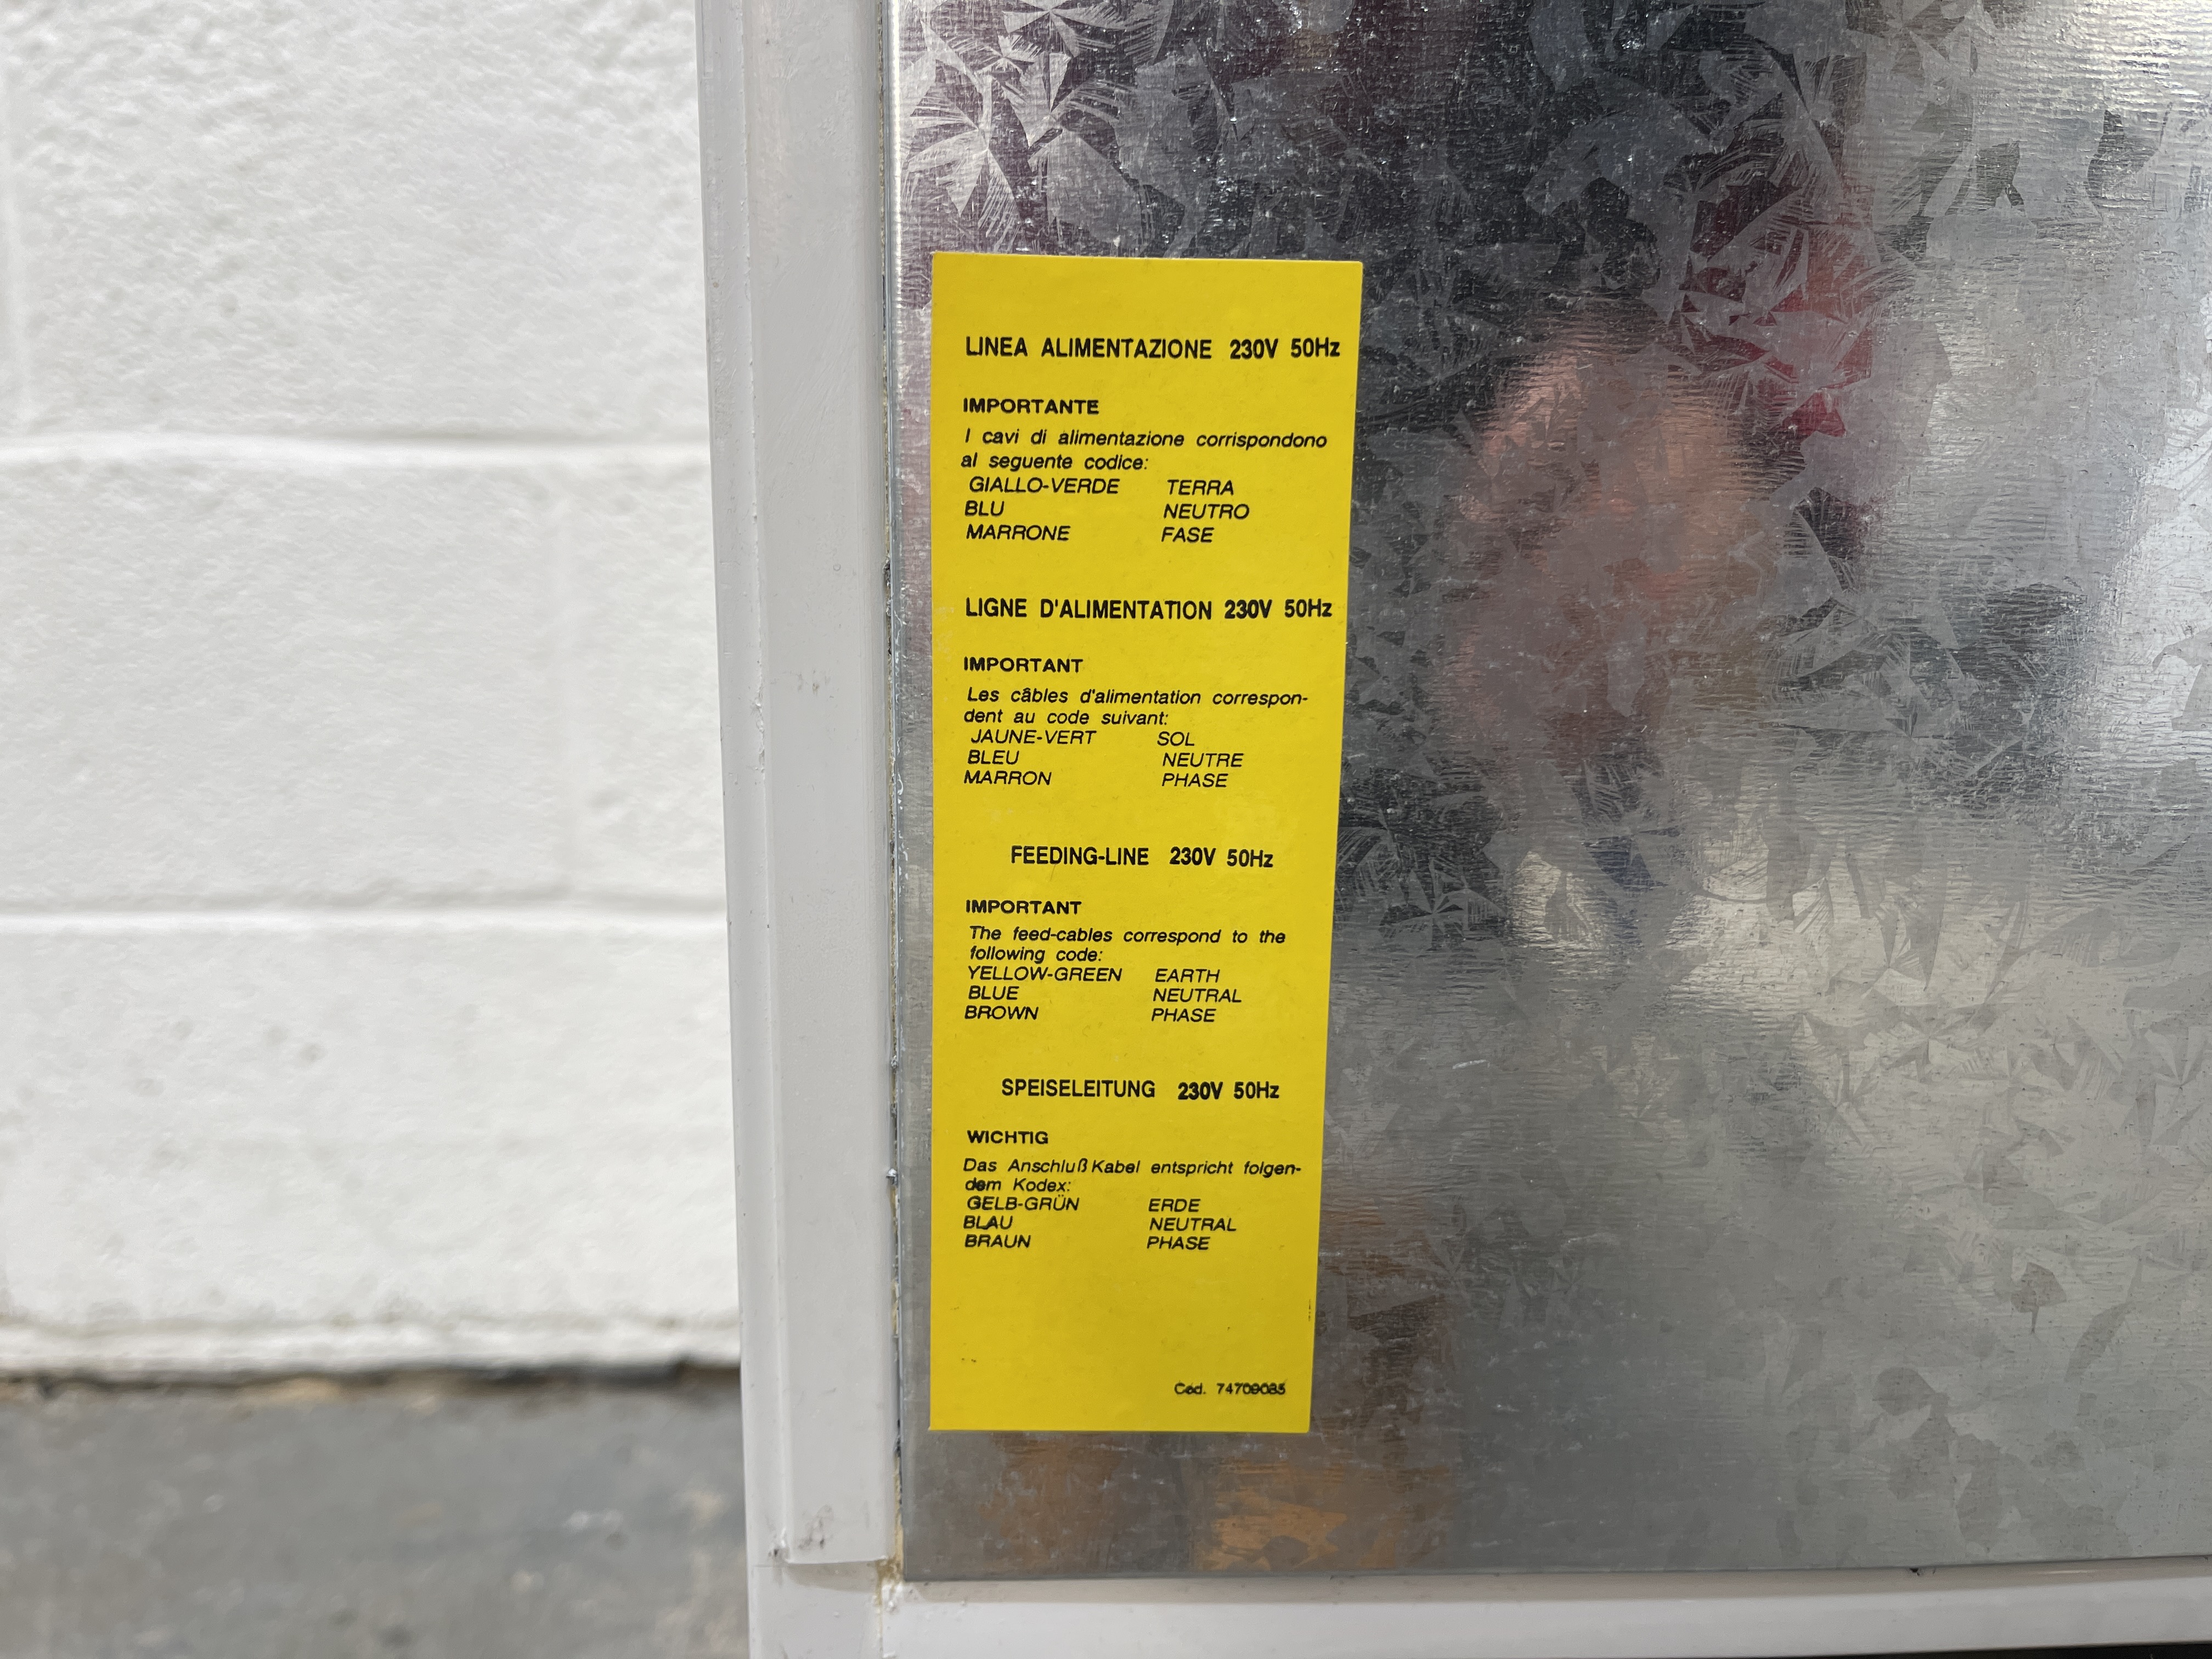 LINEA ALIMENTAZIONE 230V 50Hz
IMPORTANTE
I cavi di alimentazione corrispondono
al seguente codice:
GIALLO-VERDE TERRA
BLU NEUTRO
MARRONE FASE
LIGNE D'ALIMENTATION 230V 50Hz
IMPORTANT
Les câbles d'alimentation correspon-
dent au code suivant:
JAUNE-VERT SOL
BLEU NEUTRE
MARRON PHASE
FEEDING-LINE 230V 50Hz
IMPORTANT
The feed-cables correspond to the
following code:
YELLOW-GREEN EARTH
BLUE NEUTRAL
BROWN PHASE
SPEISELEITUNG 230V 50Hz
WICHTIG
Das Anschluß Kabel entspricht folgen-
dem Kodex:
GELB-GRÜN ERDE
BLAU NEUTRAL
BRAUN PHASE
Cod. 74709085